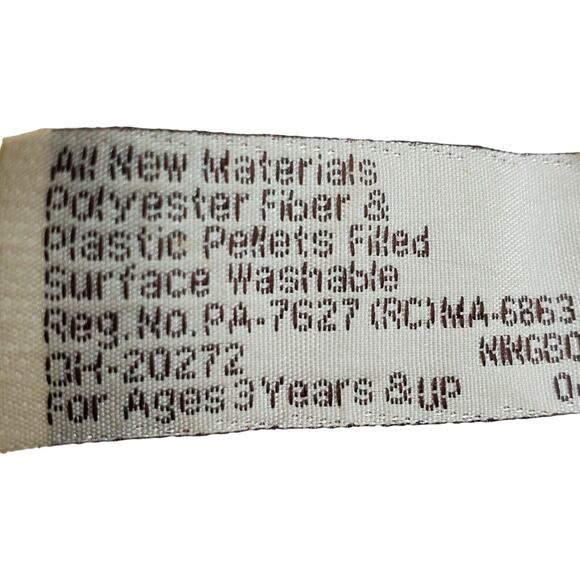 All New Materials
Polyester Fiber &
Plastic Pellets Filled
Surface Washable
Reg.No.PA-7627 (RC) MA-6863
OH-20272
For Ages 3 Years & UP